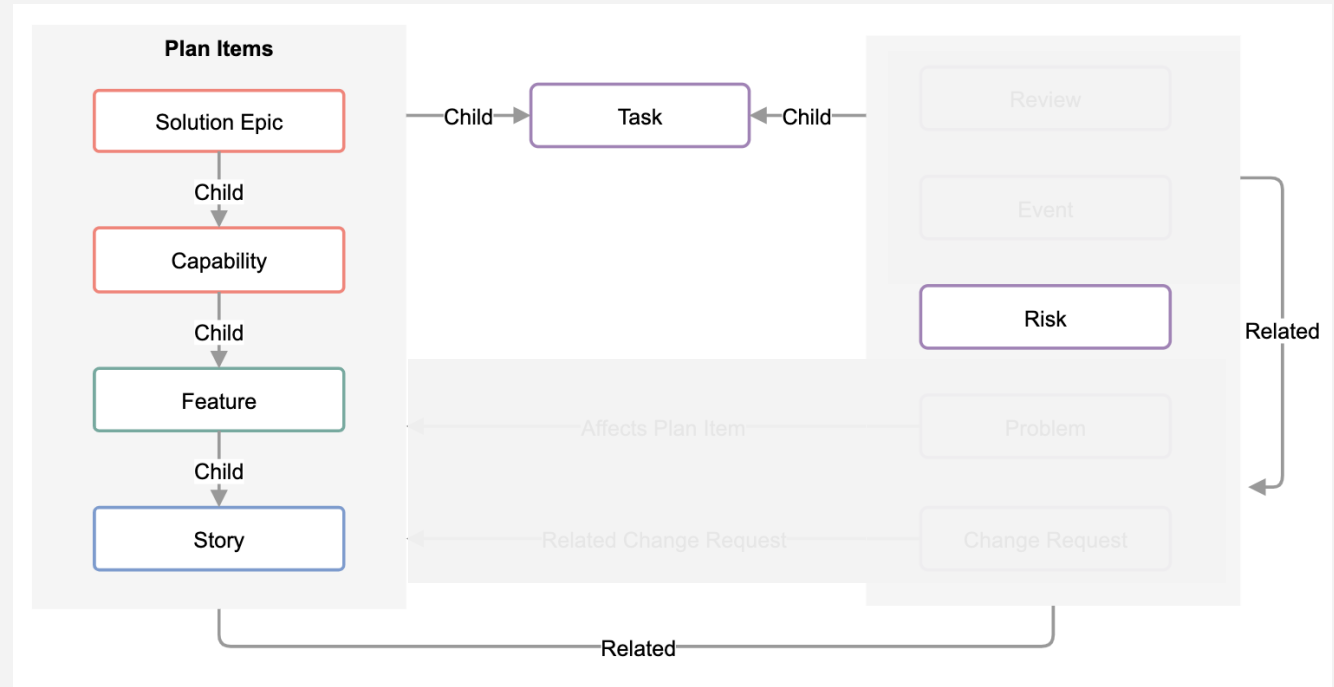 Plan Items
Solution Epic
Child
Capability
Child
Feature
Child
Story
Child
Task
Child
Review
Event
Risk
Related
Affects Plan Item
Problem
Related Change Request
Change Request
Related